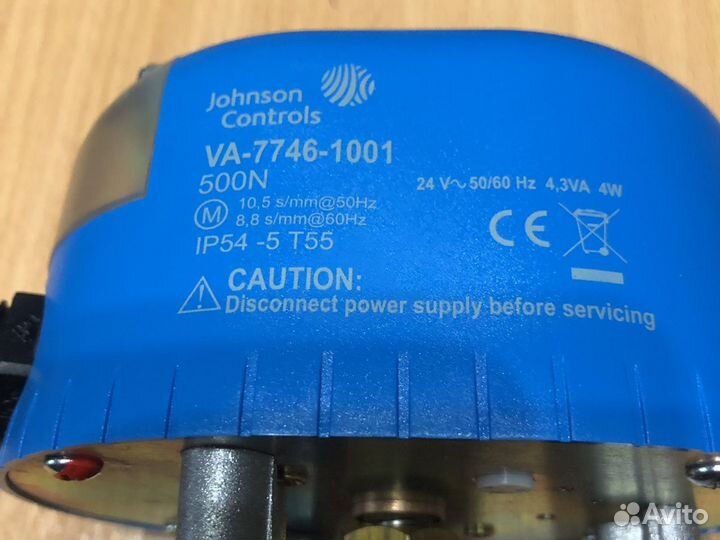 Johnson
Controls
VA-7746-1001
500N
24 V~ 50/60 Hz 4,3VA 4W
M
10,5 s/mm@50Hz
8,8 s/mm@60Hz
IP54 -5 T55
CE
CAUTION:
Disconnect power supply before servicing
Avito